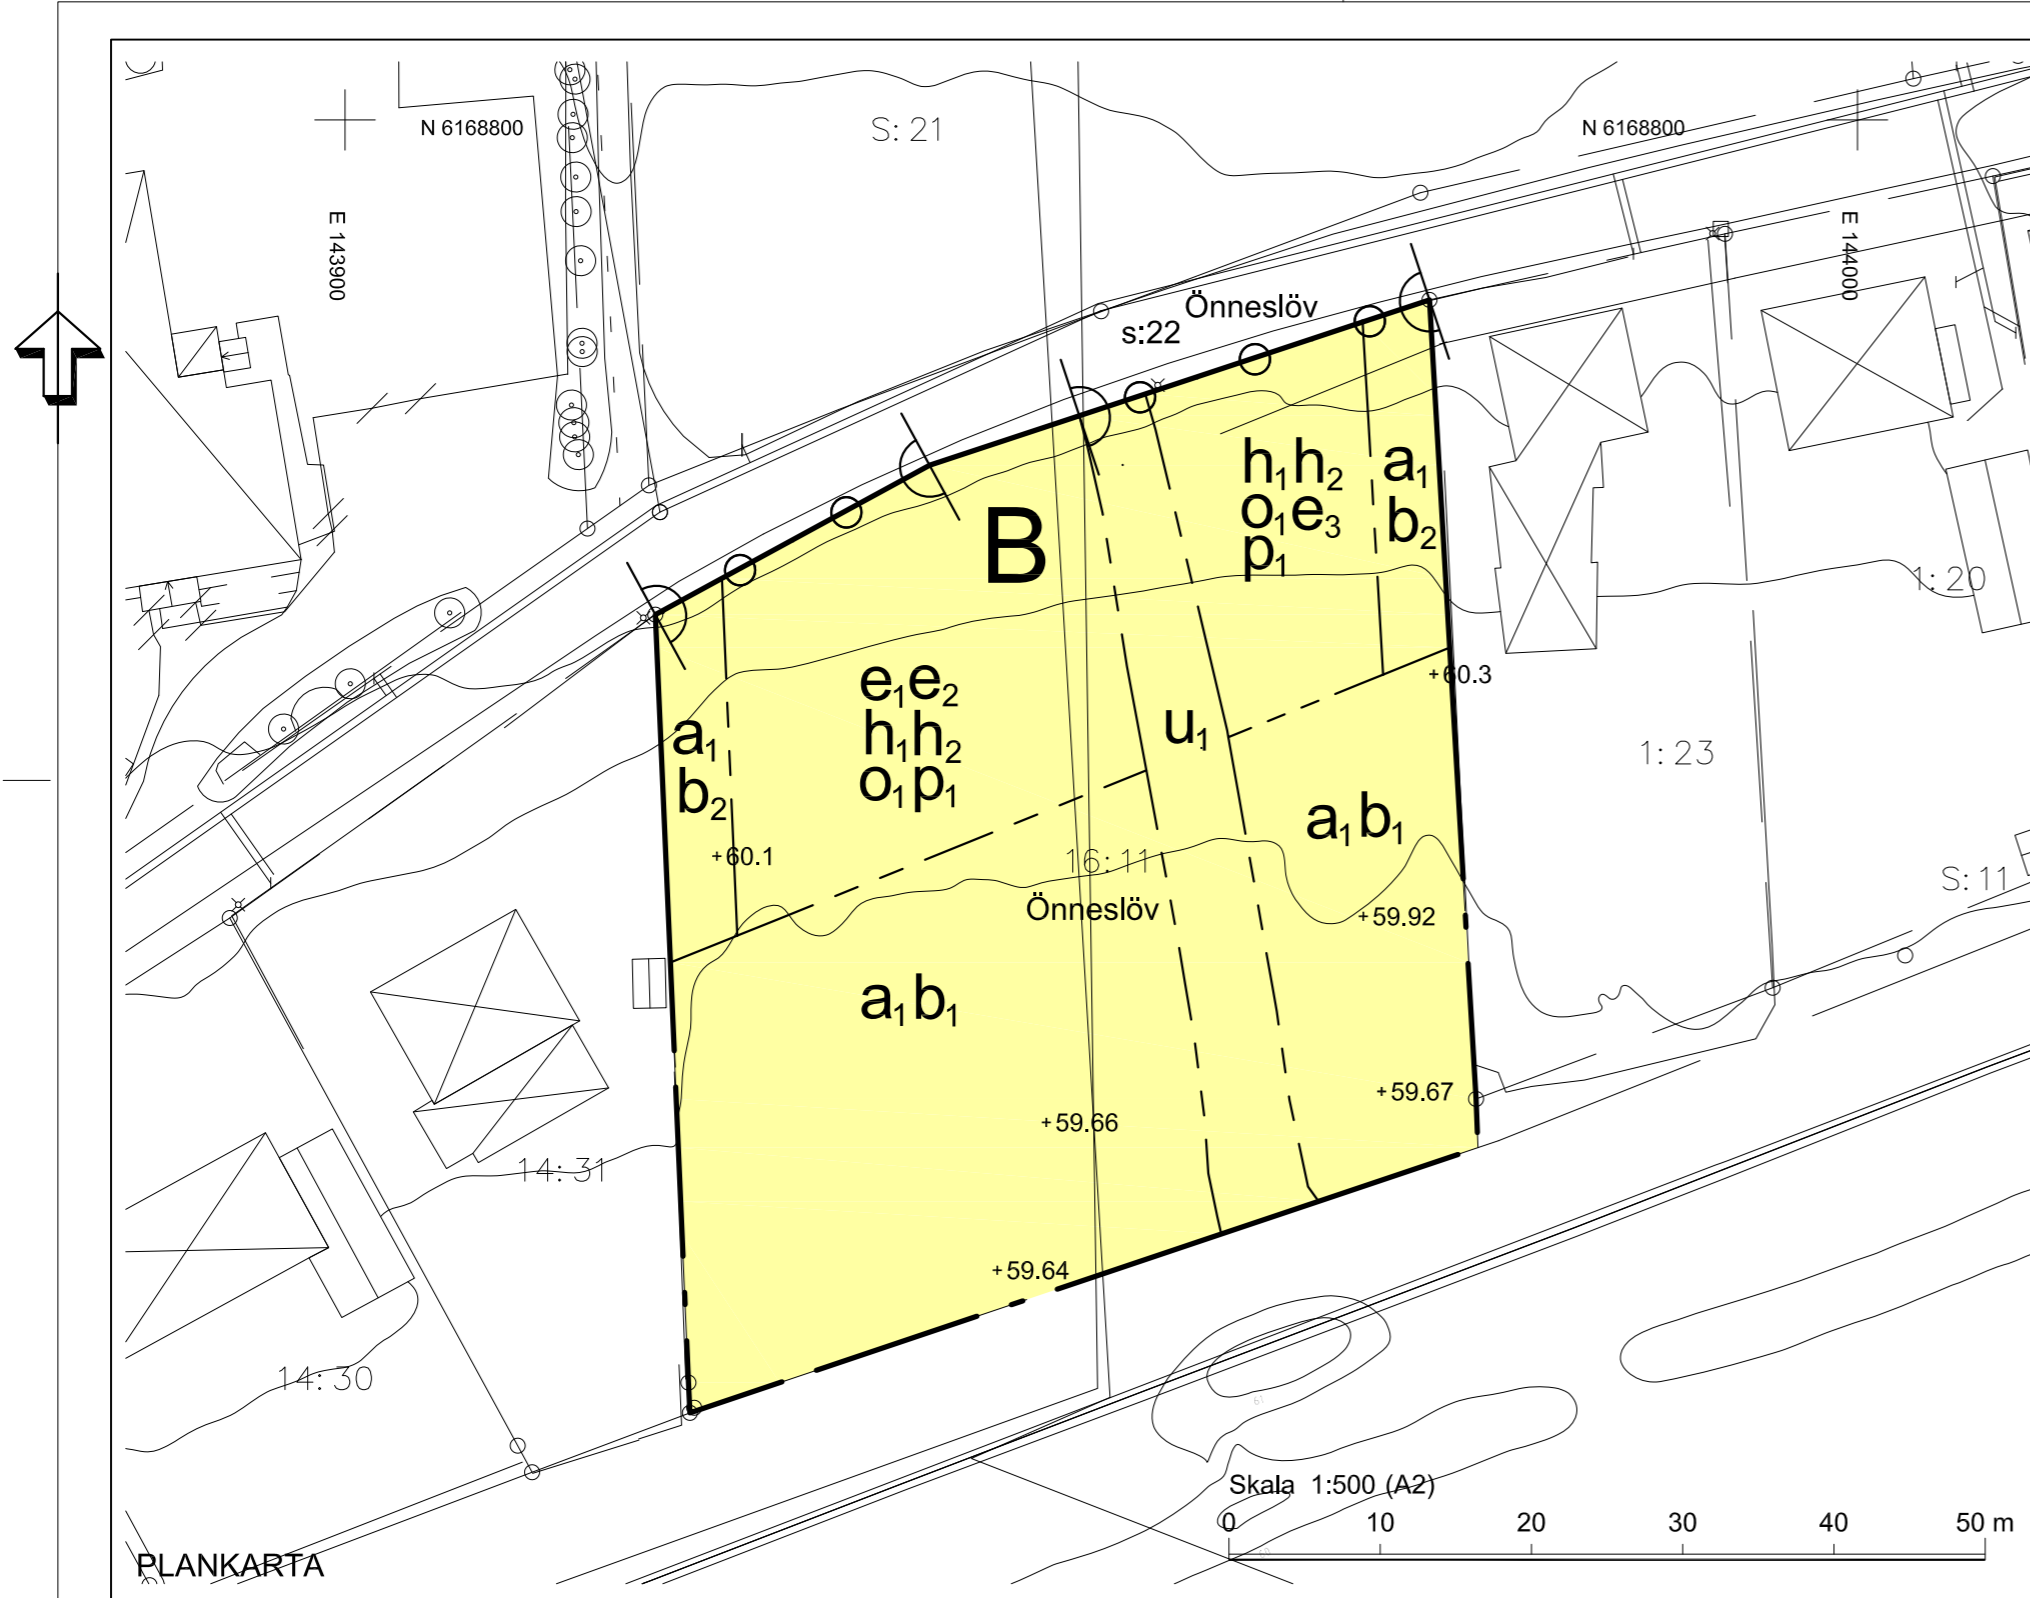 S:21
N 6168800
N 6168800
E 143900
E 144000
Önneslöv
s:22
h1h2
o1e3
p1
a1
b2
B
1:20
e1e2
h1h2
o1p1
a1
b2
u1
+60.3
1:23
a1b1
+60.1
16:11
Önneslöv
+59.92
S:11
a1b1
+59.67
+59.66
14:31
+59.64
14:30
Skala 1:500 (A2)
0 10 20 30 40 50 m
PLANKARTA